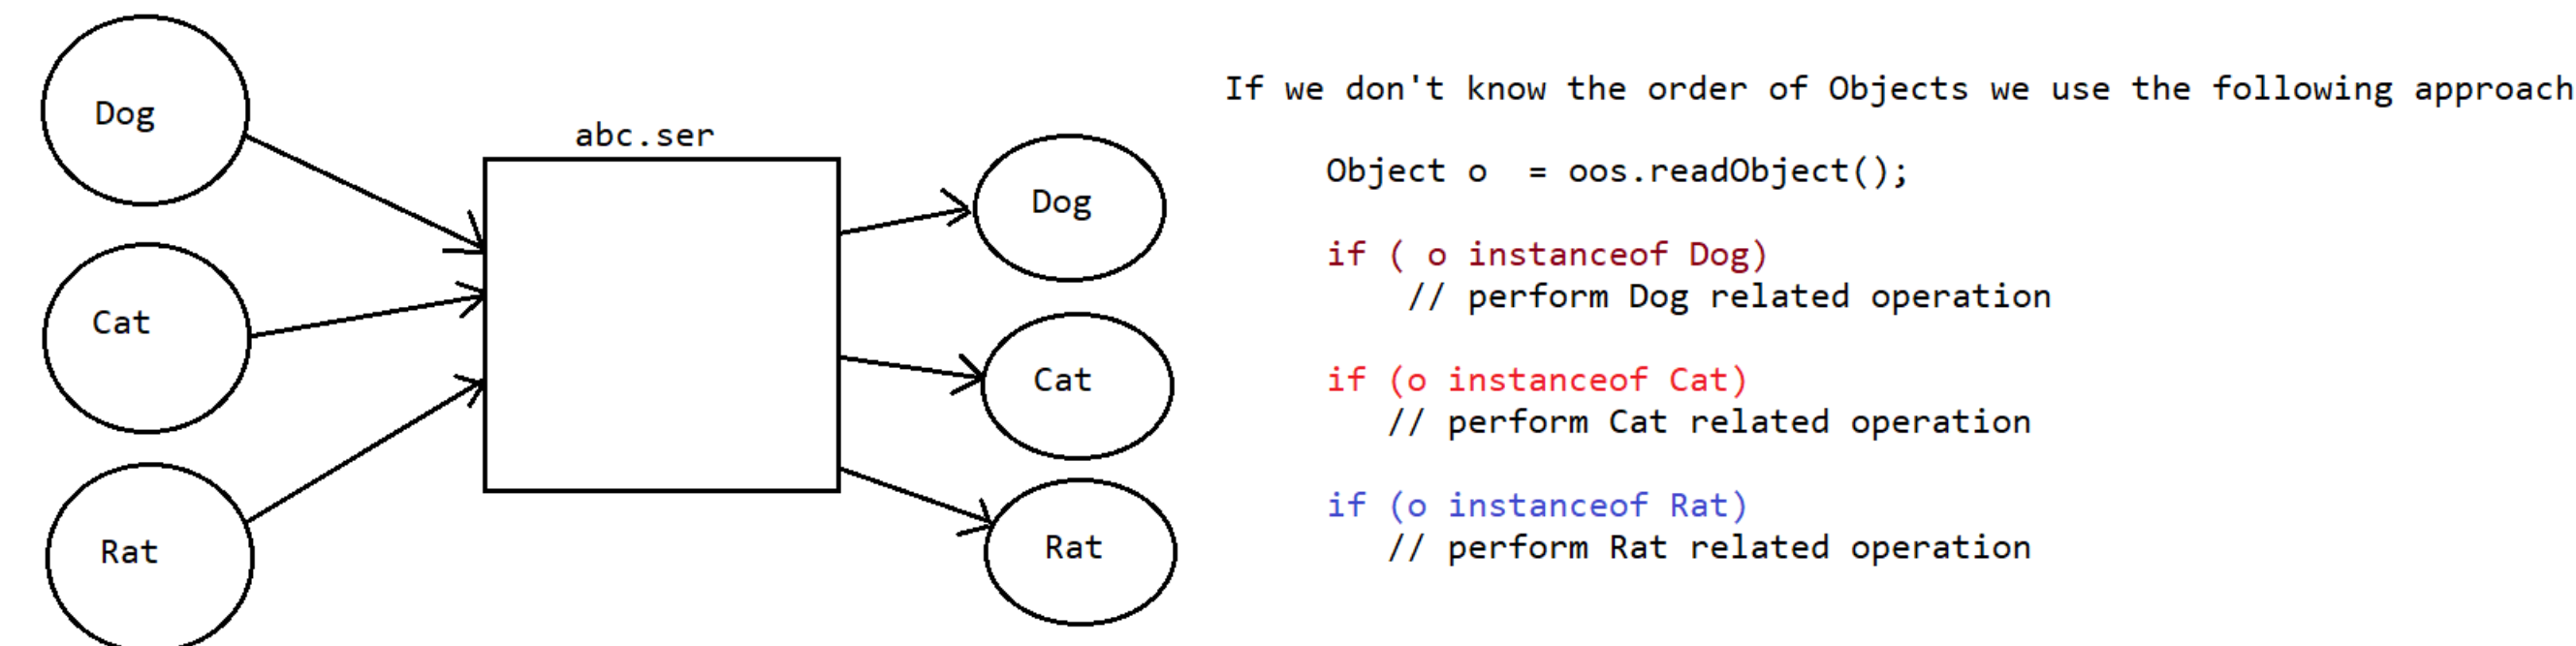 Dog
Cat
Rat
abc.ser
Dog
Cat
Rat
If we don't know the order of Objects we use the following approach
Object o  = oos.readObject();
if ( o instanceof Dog)
// perform Dog related operation
if (o instanceof Cat)
// perform Cat related operation
if (o instanceof Rat)
// perform Rat related operation